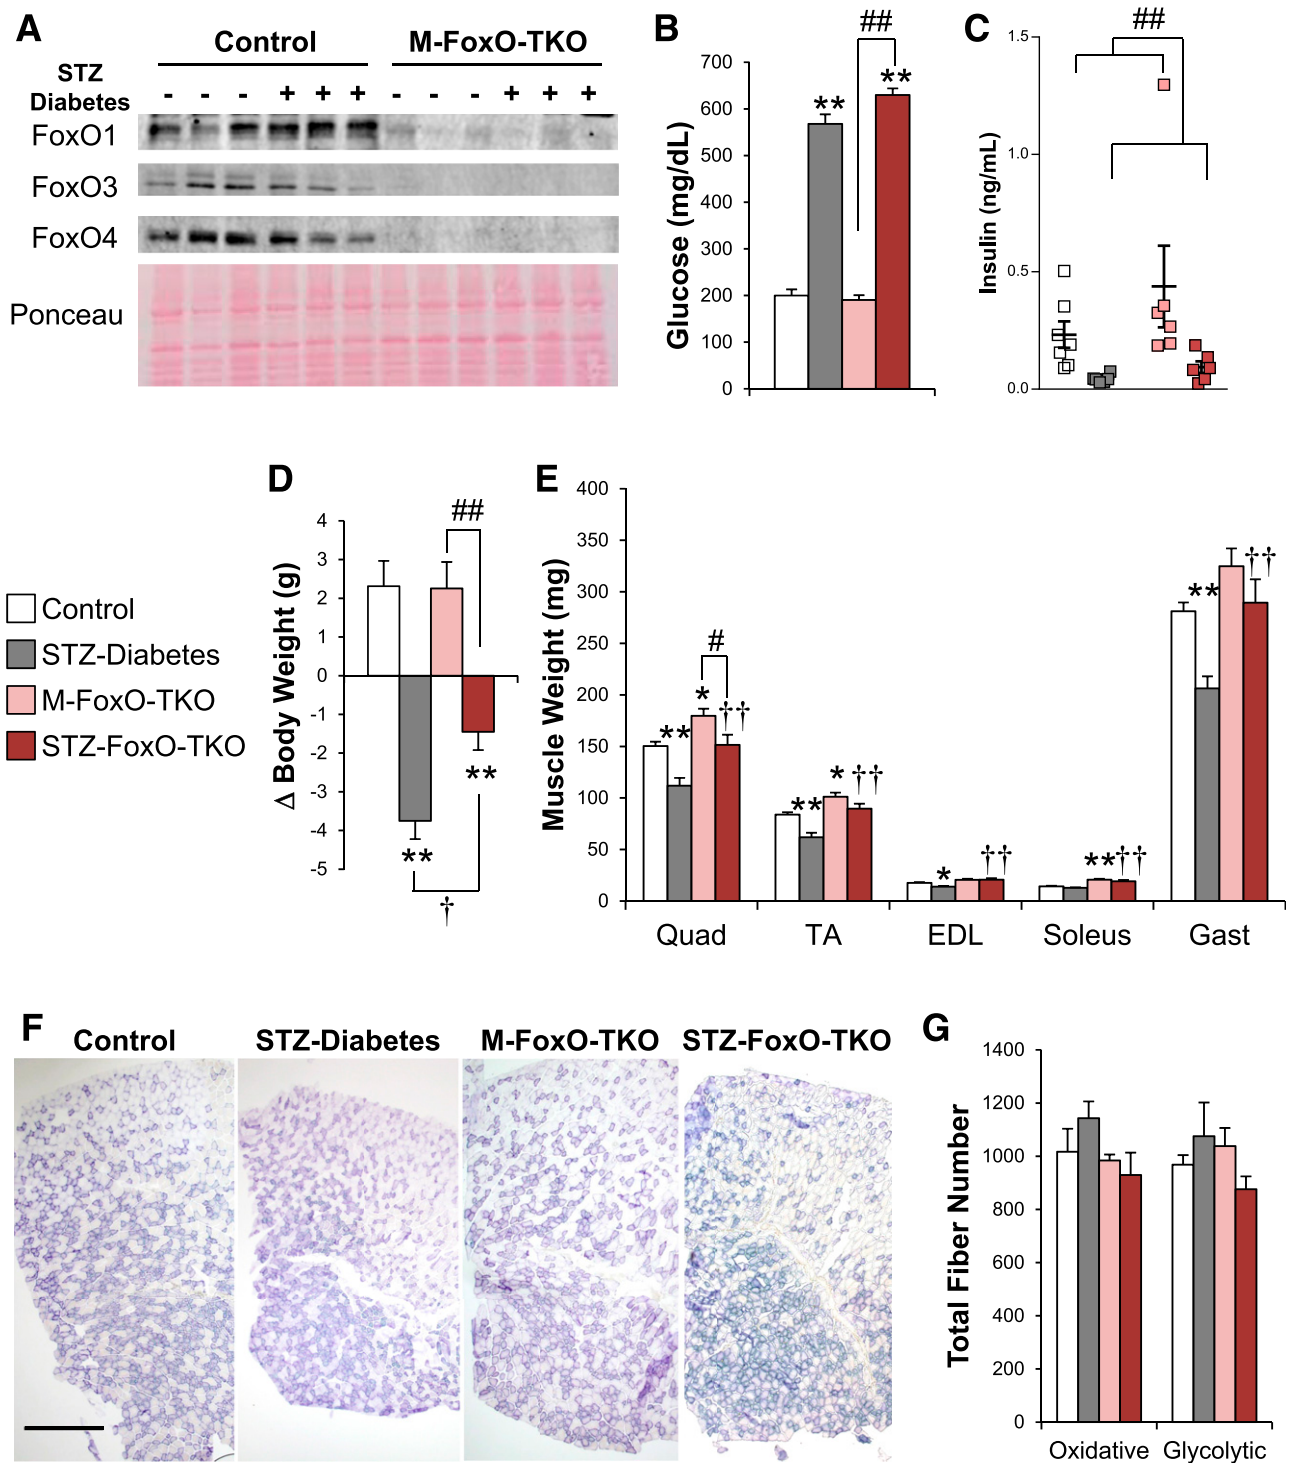 A
Control M-FoxO-TKO
STZ
Diabetes - - - + + + - - - + + +
FoxO1
FoxO3
FoxO4
Ponceau
B
##
** **
Glucose (mg/dL)
700
600
500
400
300
200
100
0
C
##
Insulin (ng/mL)
1.5
1.0
0.5
0.0
Control
STZ-Diabetes
M-FoxO-TKO
STZ-FoxO-TKO
D
##
Δ Body Weight (g)
4
3
2
1
0
-1
-2
-3
-4
-5
**
**
†
E
Muscle Weight (mg)
400
350
300
250
200
150
100
50
0
#
** * ††
** * ††
* ††
** ††
** ††
Quad TA EDL Soleus Gast
F
Control STZ-Diabetes M-FoxO-TKO STZ-FoxO-TKO
G
Total Fiber Number
1400
1200
1000
800
600
400
200
0
Oxidative Glycolytic